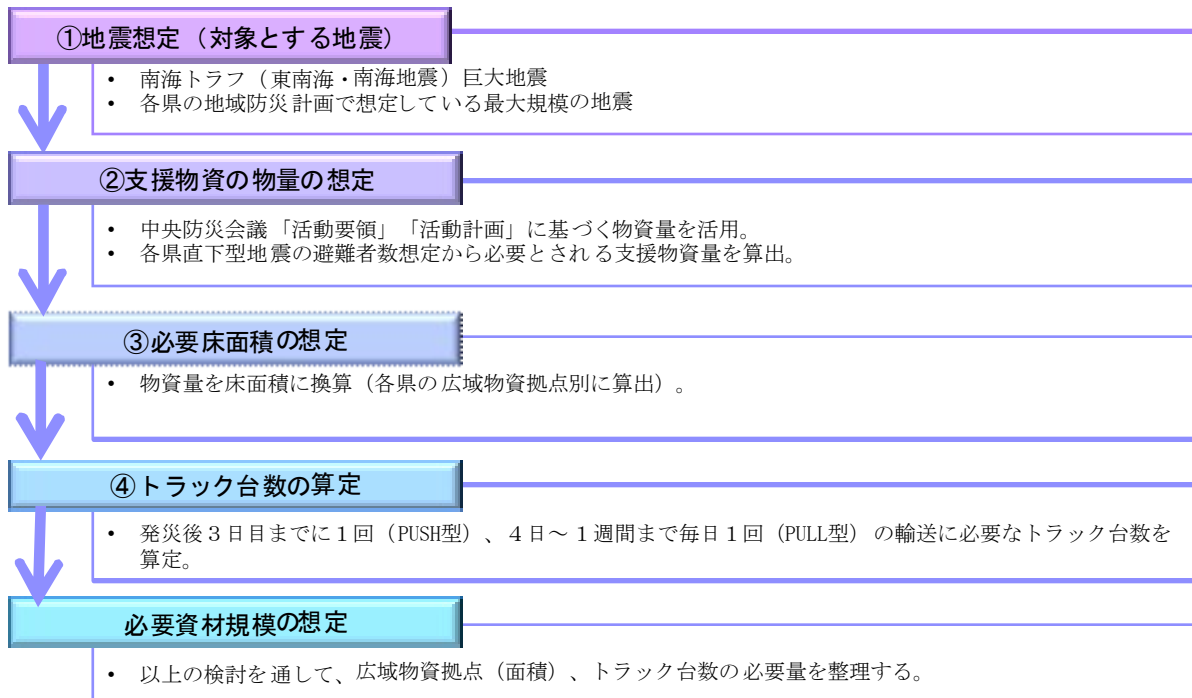 ①地震想定（対象とする地震）
• 南海トラフ（東南海・南海地震）巨大地震
• 各県の地域防災計画で想定している最大規模の地震
②支援物資の物量の想定
• 中央防災会議「活動要領」「活動計画」に基づく物資量を活用。
• 各県直下型地震の避難者数想定から必要とされる支援物資量を算出。
③必要床面積の想定
• 物資量を床面積に換算（各県の広域物資拠点別に算出）。
④トラック台数の算定
• 発災後３日目までに１回（PUSH型）、４日～１週間まで毎日１回（PULL型）の輸送に必要なトラック台数を
算定。
必要資材規模の想定
• 以上の検討を通して、広域物資拠点（面積）、トラック台数の必要量を整理する。